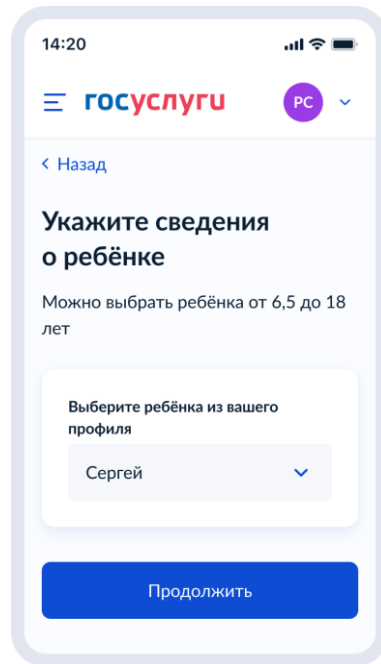 14:20
госуслуги
РС
Назад
Укажите сведения
о ребёнке
Можно выбрать ребёнка от 6,5 до 18
лет
Выберите ребёнка из вашего
профиля
Сергей
Продолжить